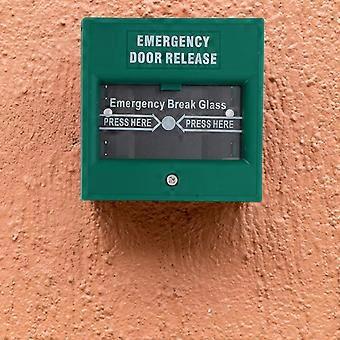 EMERGENCY
DOOR RELEASE
Emergency Break Glass
PRESS HERE PRESS HERE